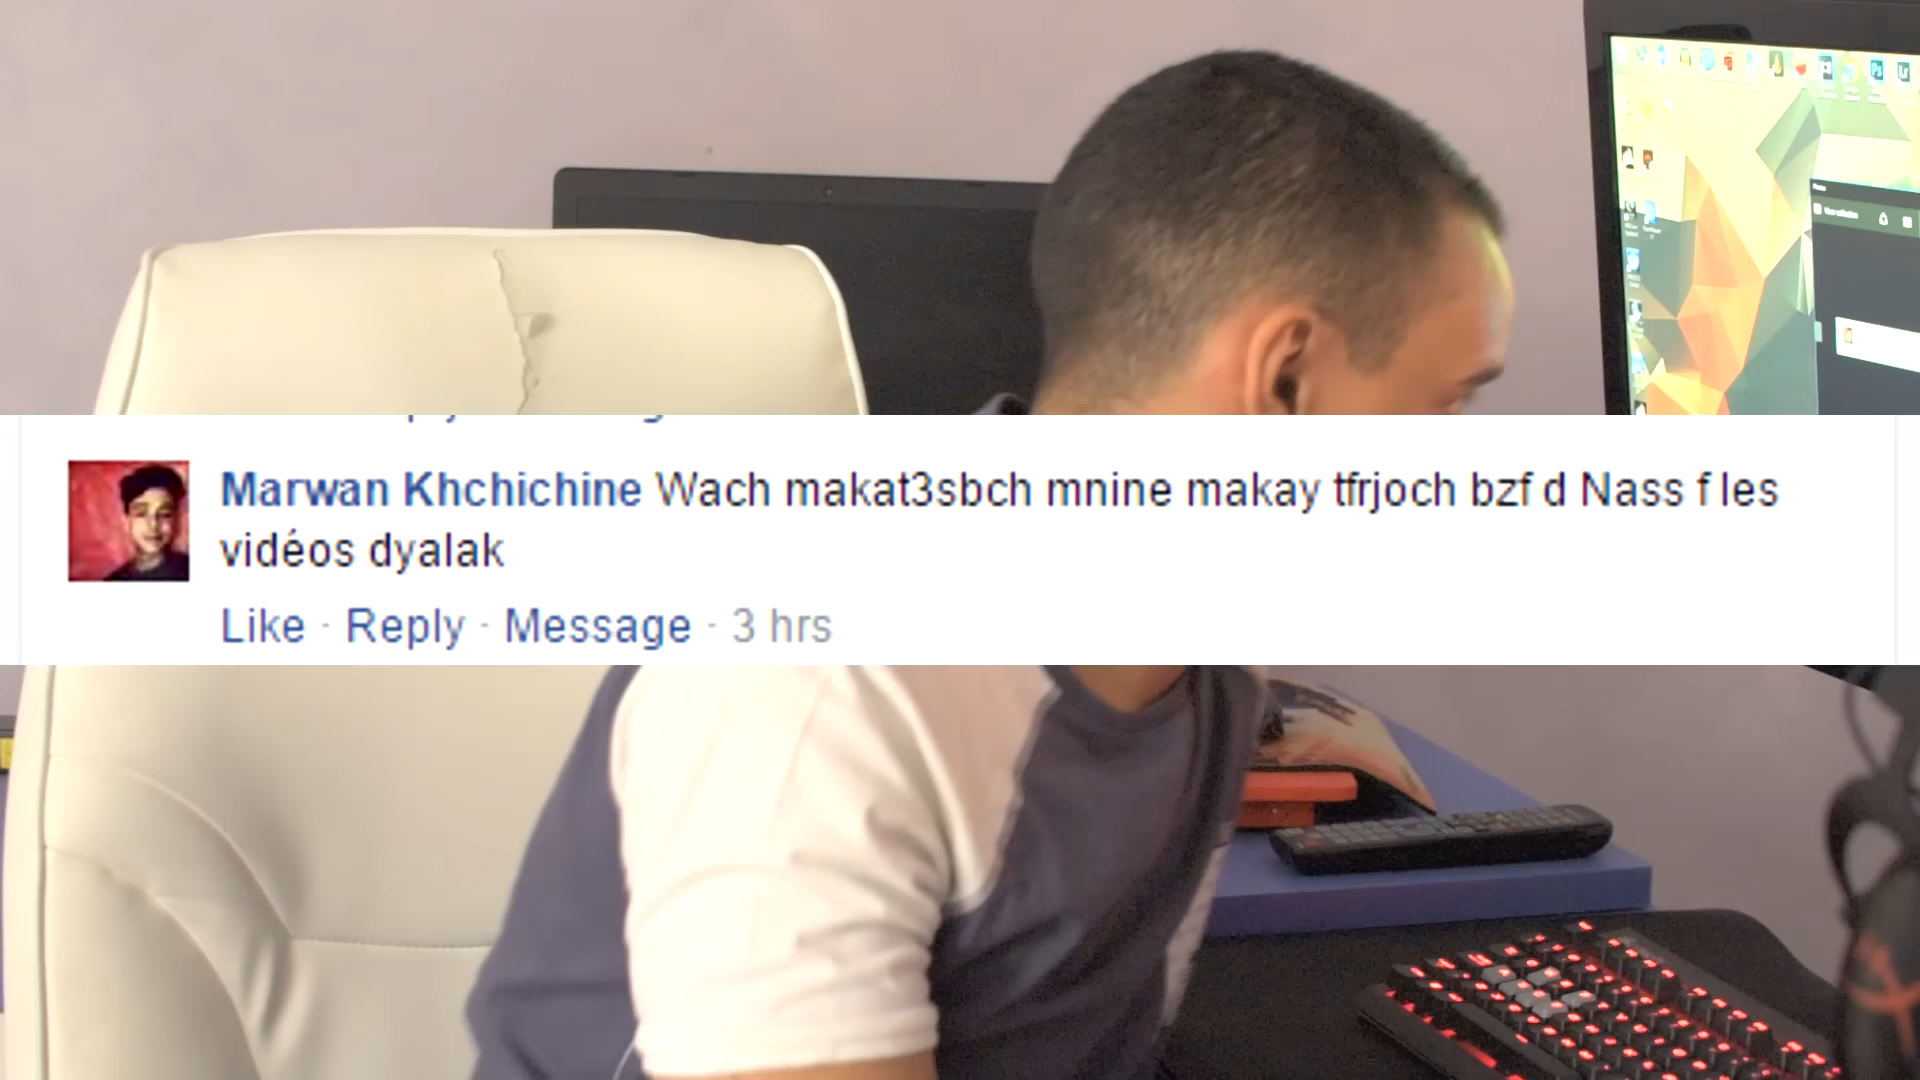 Marwan Khchichine Wach makat3sbch mnine makay tfrjoch bzf d Nass f les
vidéos dyalak
Like · Reply · Message · 3 hrs